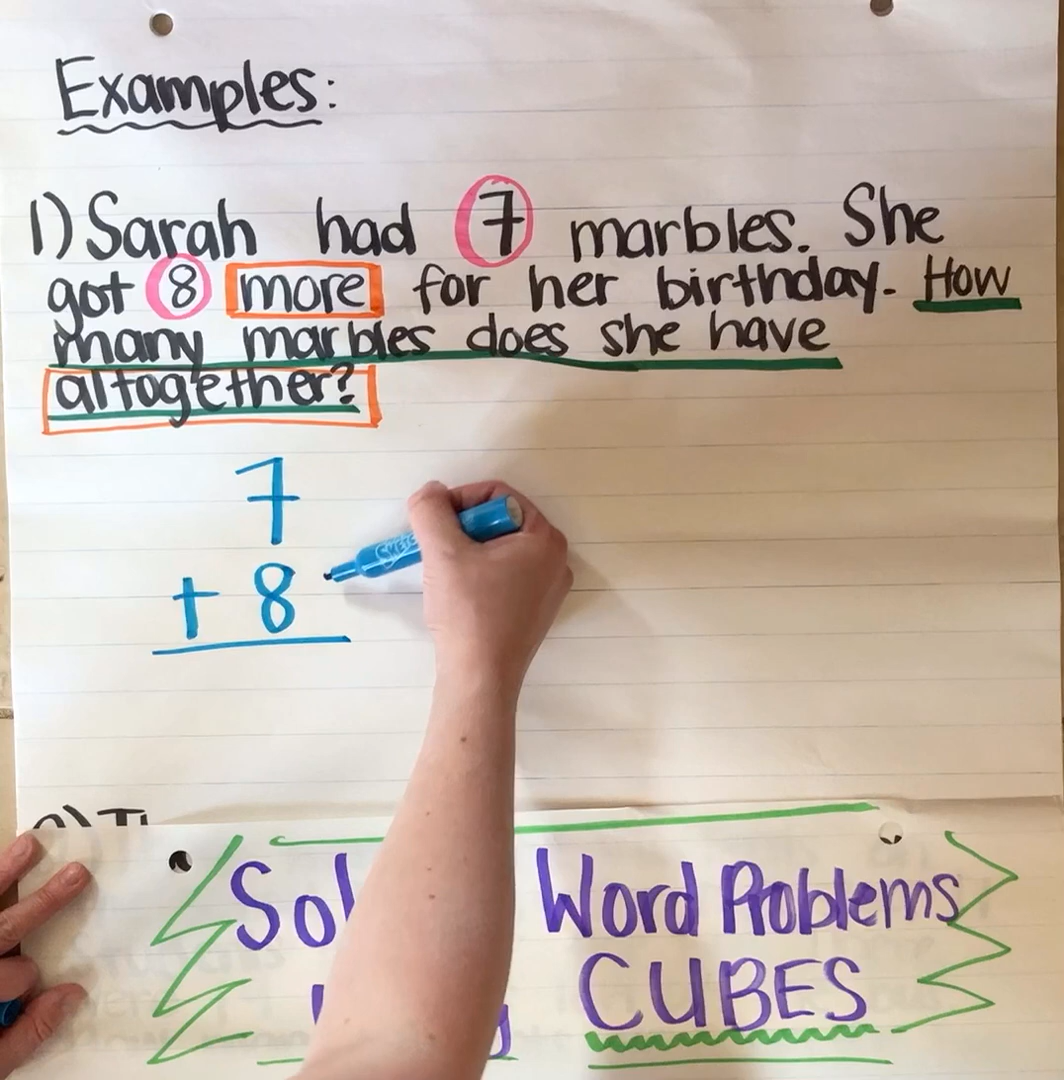 Examples:
1) Sarah had 7 marbles. She
got 8 more for her birthday. How
many marbles does she have
altogether?
7
+ 8
Word Problems
CUBES